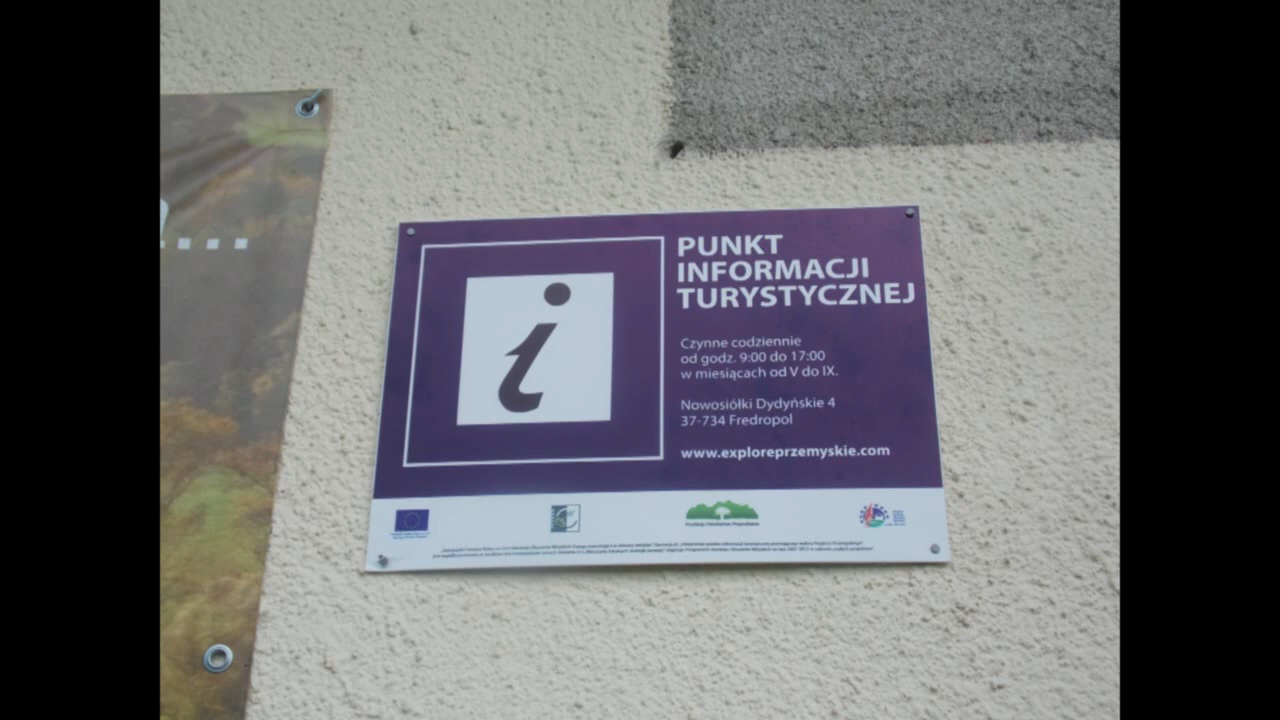 PUNKT
INFORMACJI
TURYSTYCZNEJ
Czynne codziennie
od godz. 9:00 do 17:00
w miesiącach od V do IX.
Nowosiółki Dydyńskie 4
37-734 Fredropol
www.exploreprzemyskie.com